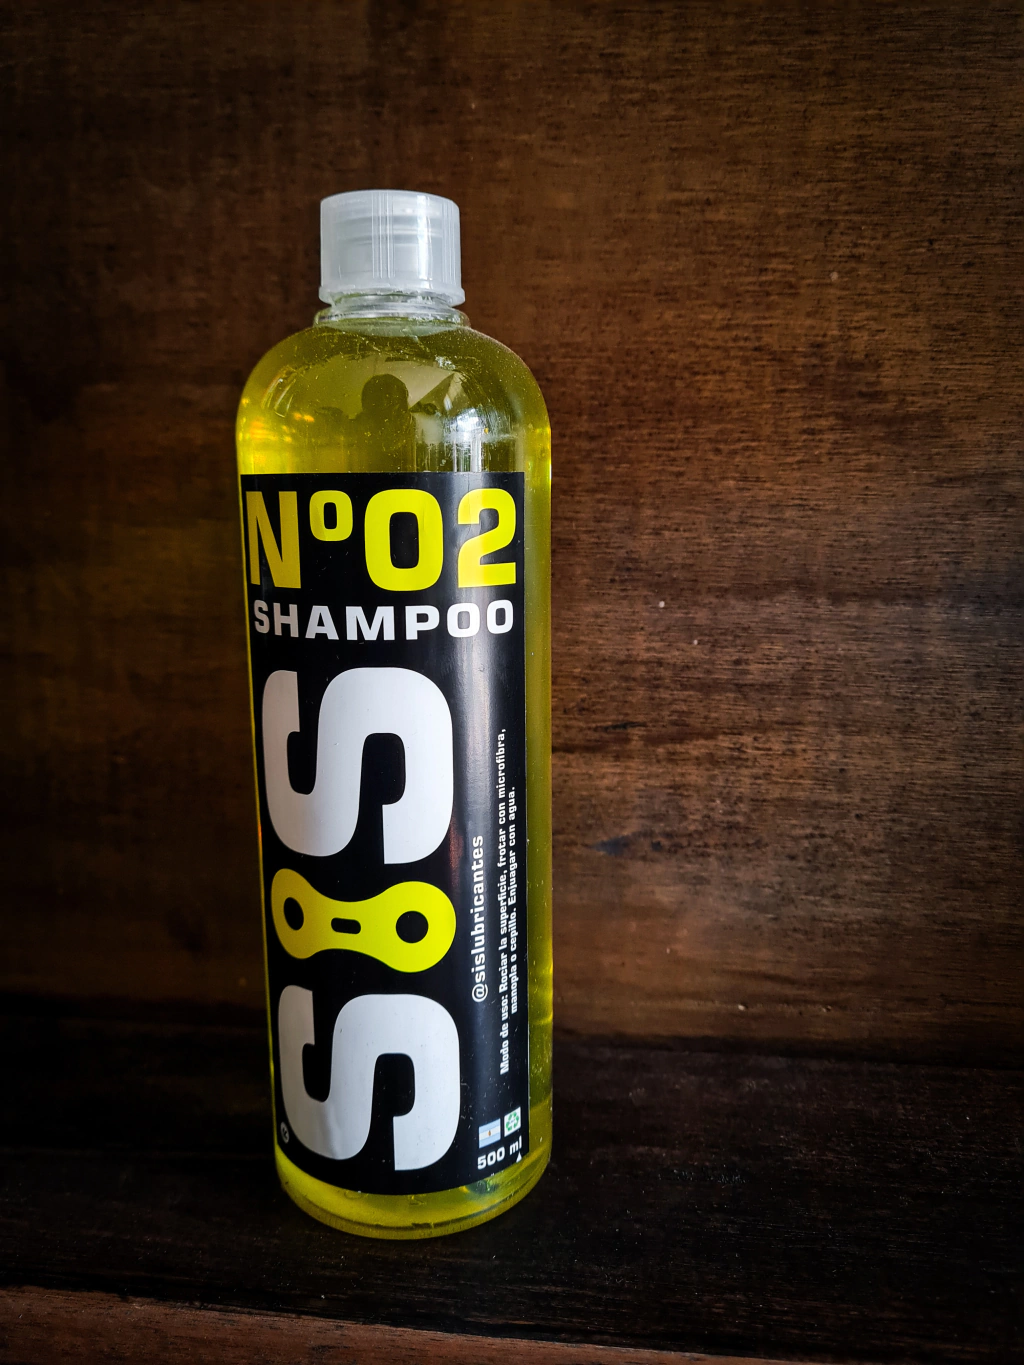 Nº02
SHAMPOO
SIS
@sislubricantes
Modo de uso: Rociar la superficie, frotar con microfibra,
manopla o cepillo. Enjuagar con agua.
500 ml